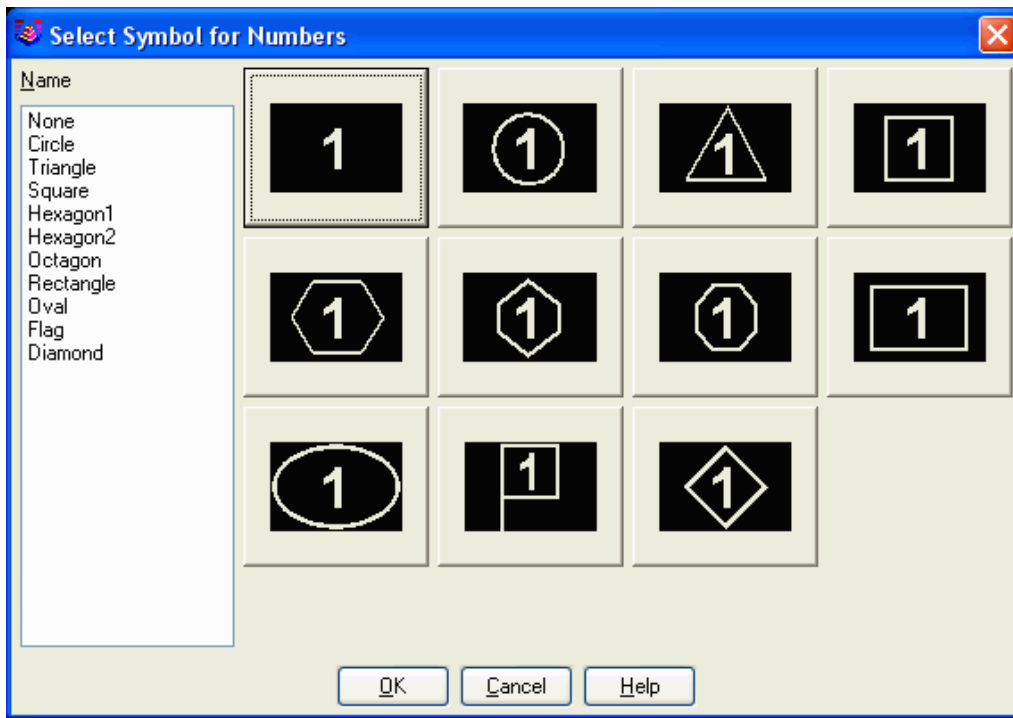 Select Symbol for Numbers
Name
None
Circle
Triangle
Square
Hexagon1
Hexagon2
Octagon
Rectangle
Oval
Flag
Diamond
1 1 1 1
1 1 1 1
1 1 1
OK Cancel Help